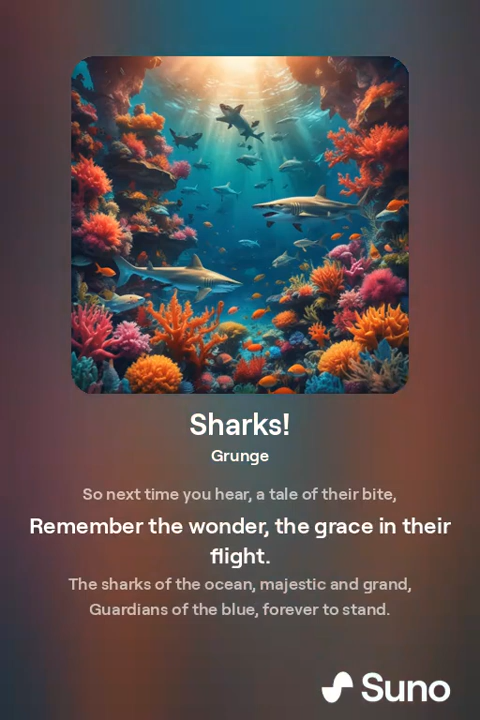 Sharks!
Grunge
So next time you hear, a tale of their bite,
Remember the wonder, the grace in their
flight.
The sharks of the ocean, majestic and grand,
Guardians of the blue, forever to stand.
Suno